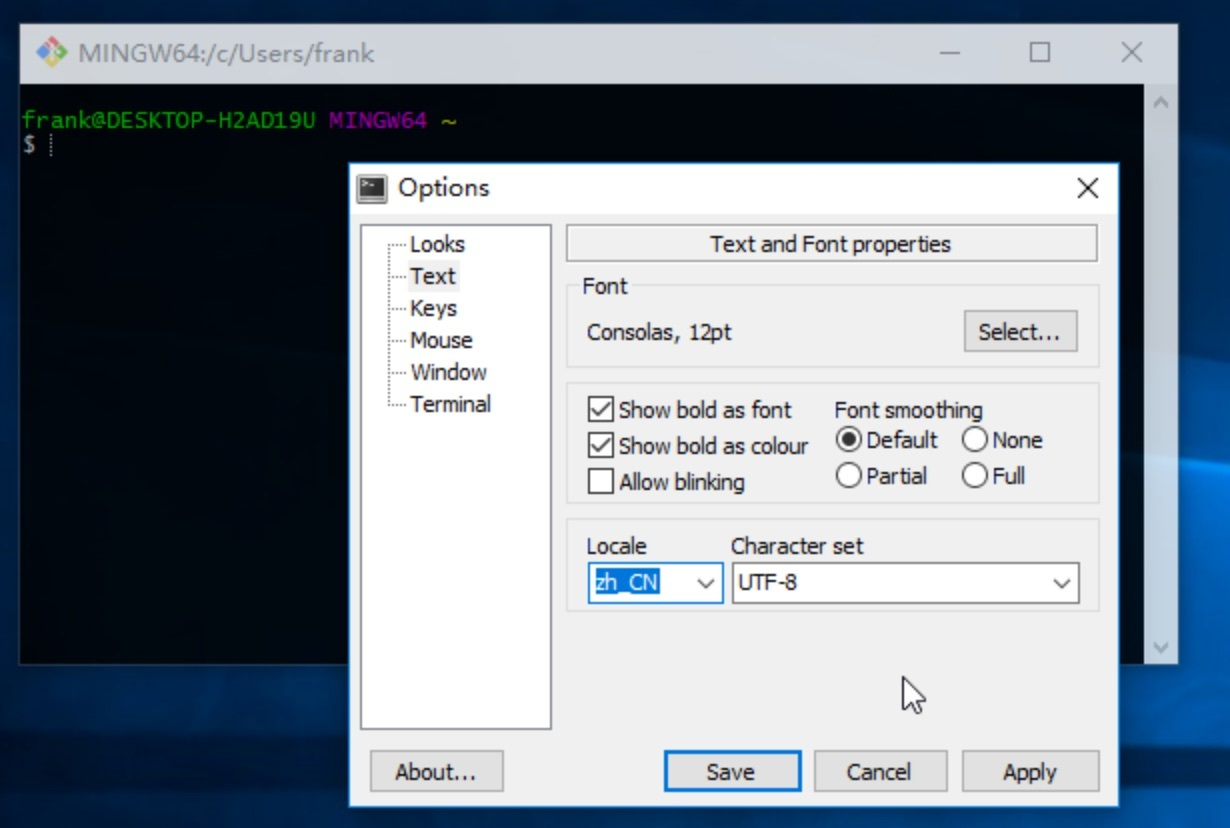 MINGW64:/c/Users/frank
frank@DESKTOP-H2AD19U MINGW64 ~
$
Options
Looks
Text
Keys
Mouse
Window
Terminal
Text and Font properties
Font
Consolas, 12pt
Select...
Show bold as font
Show bold as colour
Allow blinking
Font smoothing
Default
None
Partial
Full
Locale
Character set
zh_CN
UTF-8
About...
Save
Cancel
Apply